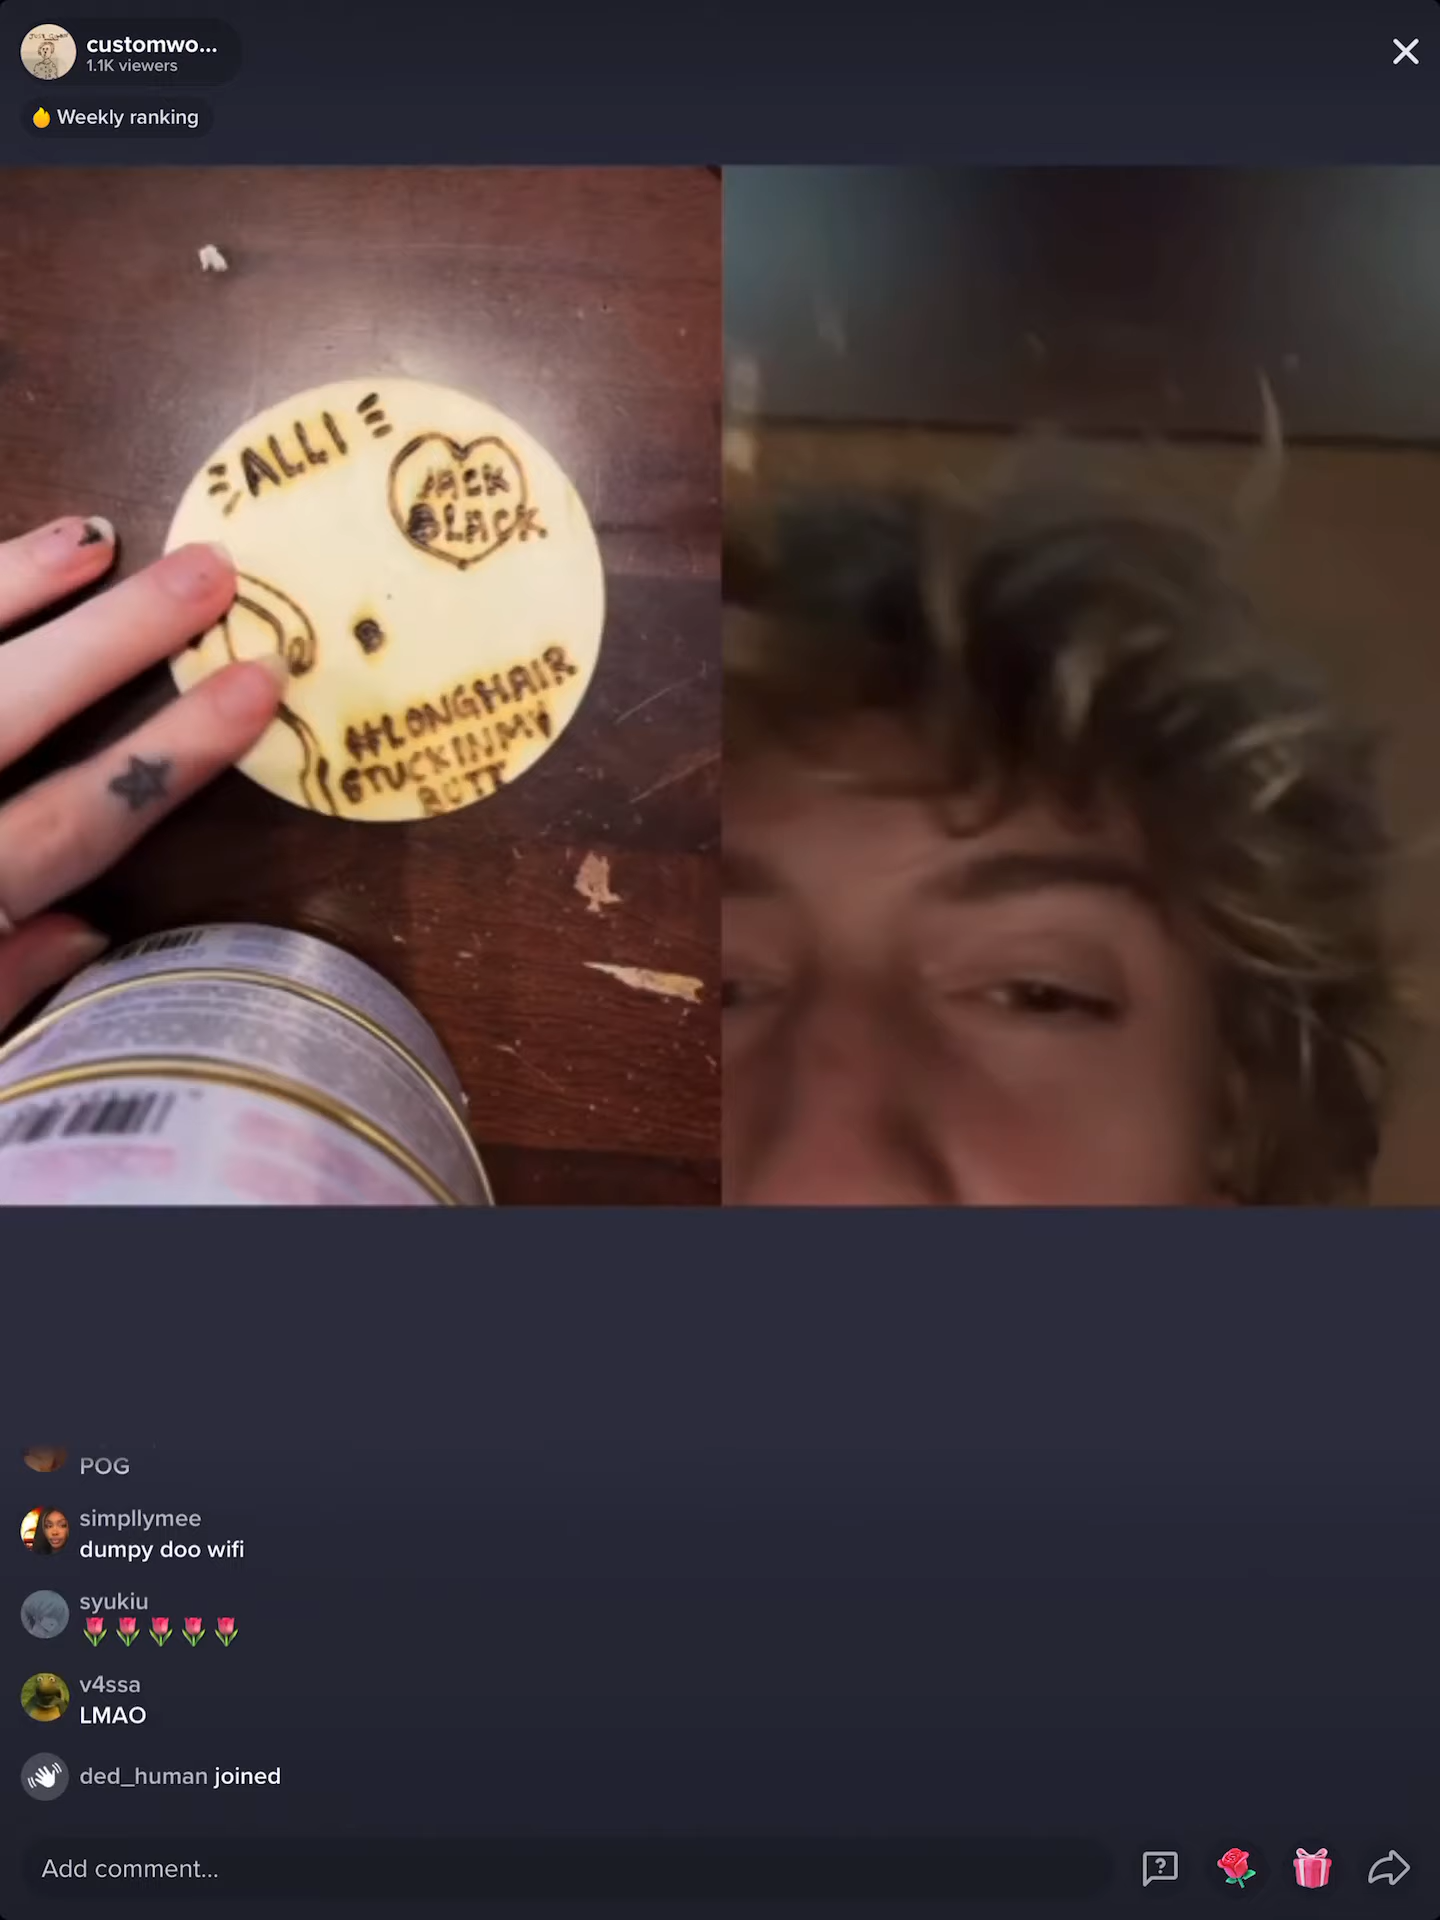 customwo...
1.1K viewers
Weekly ranking
ALLI
JACK
BLACK
#LONGHAIR
STUCKINMY
BUTT
POG
simpllymee
dumpy doo wifi
syukiu
🌷🌷🌷🌷🌷
v4ssa
LMAO
ded_human joined
Add comment...